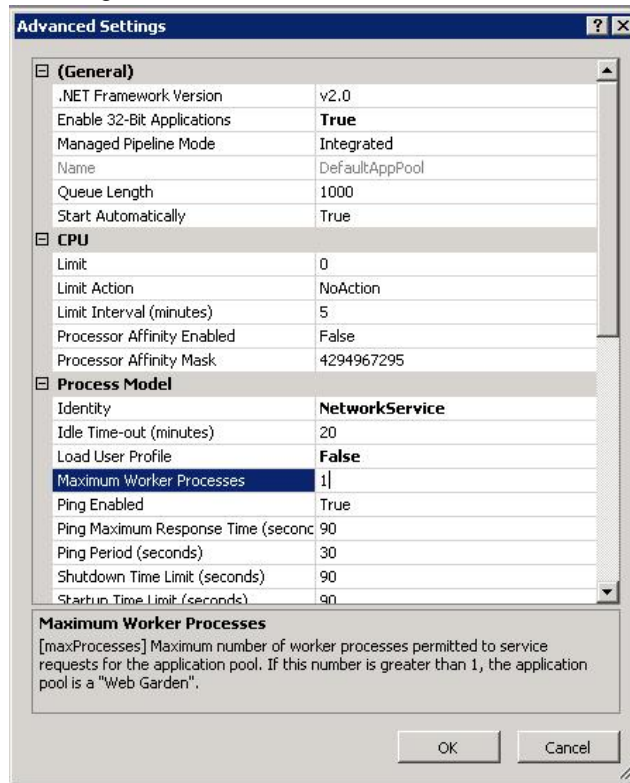 Advanced Settings
(General)
.NET Framework Version v2.0
Enable 32-Bit Applications True
Managed Pipeline Mode Integrated
Name DefaultAppPool
Queue Length 1000
Start Automatically True
CPU
Limit 0
Limit Action NoAction
Limit Interval (minutes) 5
Processor Affinity Enabled False
Processor Affinity Mask 4294967295
Process Model
Identity NetworkService
Idle Time-out (minutes) 20
Load User Profile False
Maximum Worker Processes 1
Ping Enabled True
Ping Maximum Response Time (seconc 90
Ping Period (seconds) 30
Shutdown Time Limit (seconds) 90
Startup Time Limit (seconds) 90
Maximum Worker Processes
[maxProcesses] Maximum number of worker processes permitted to service
requests for the application pool. If this number is greater than 1, the application
pool is a "Web Garden".
OK Cancel